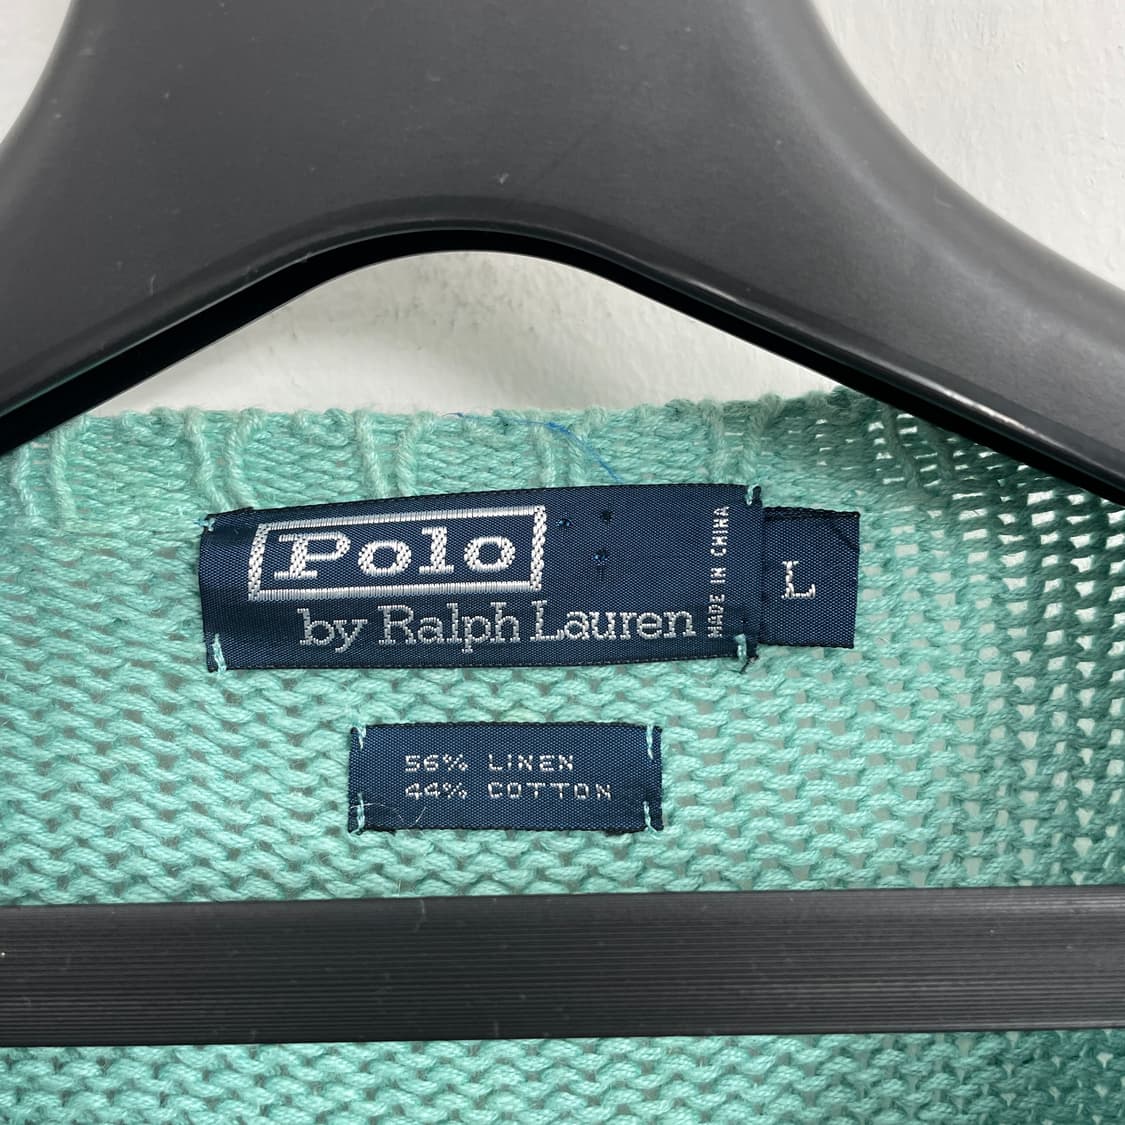 Polo
by Ralph Lauren
MADE IN CHINA
L
56% LINEN
44% COTTON